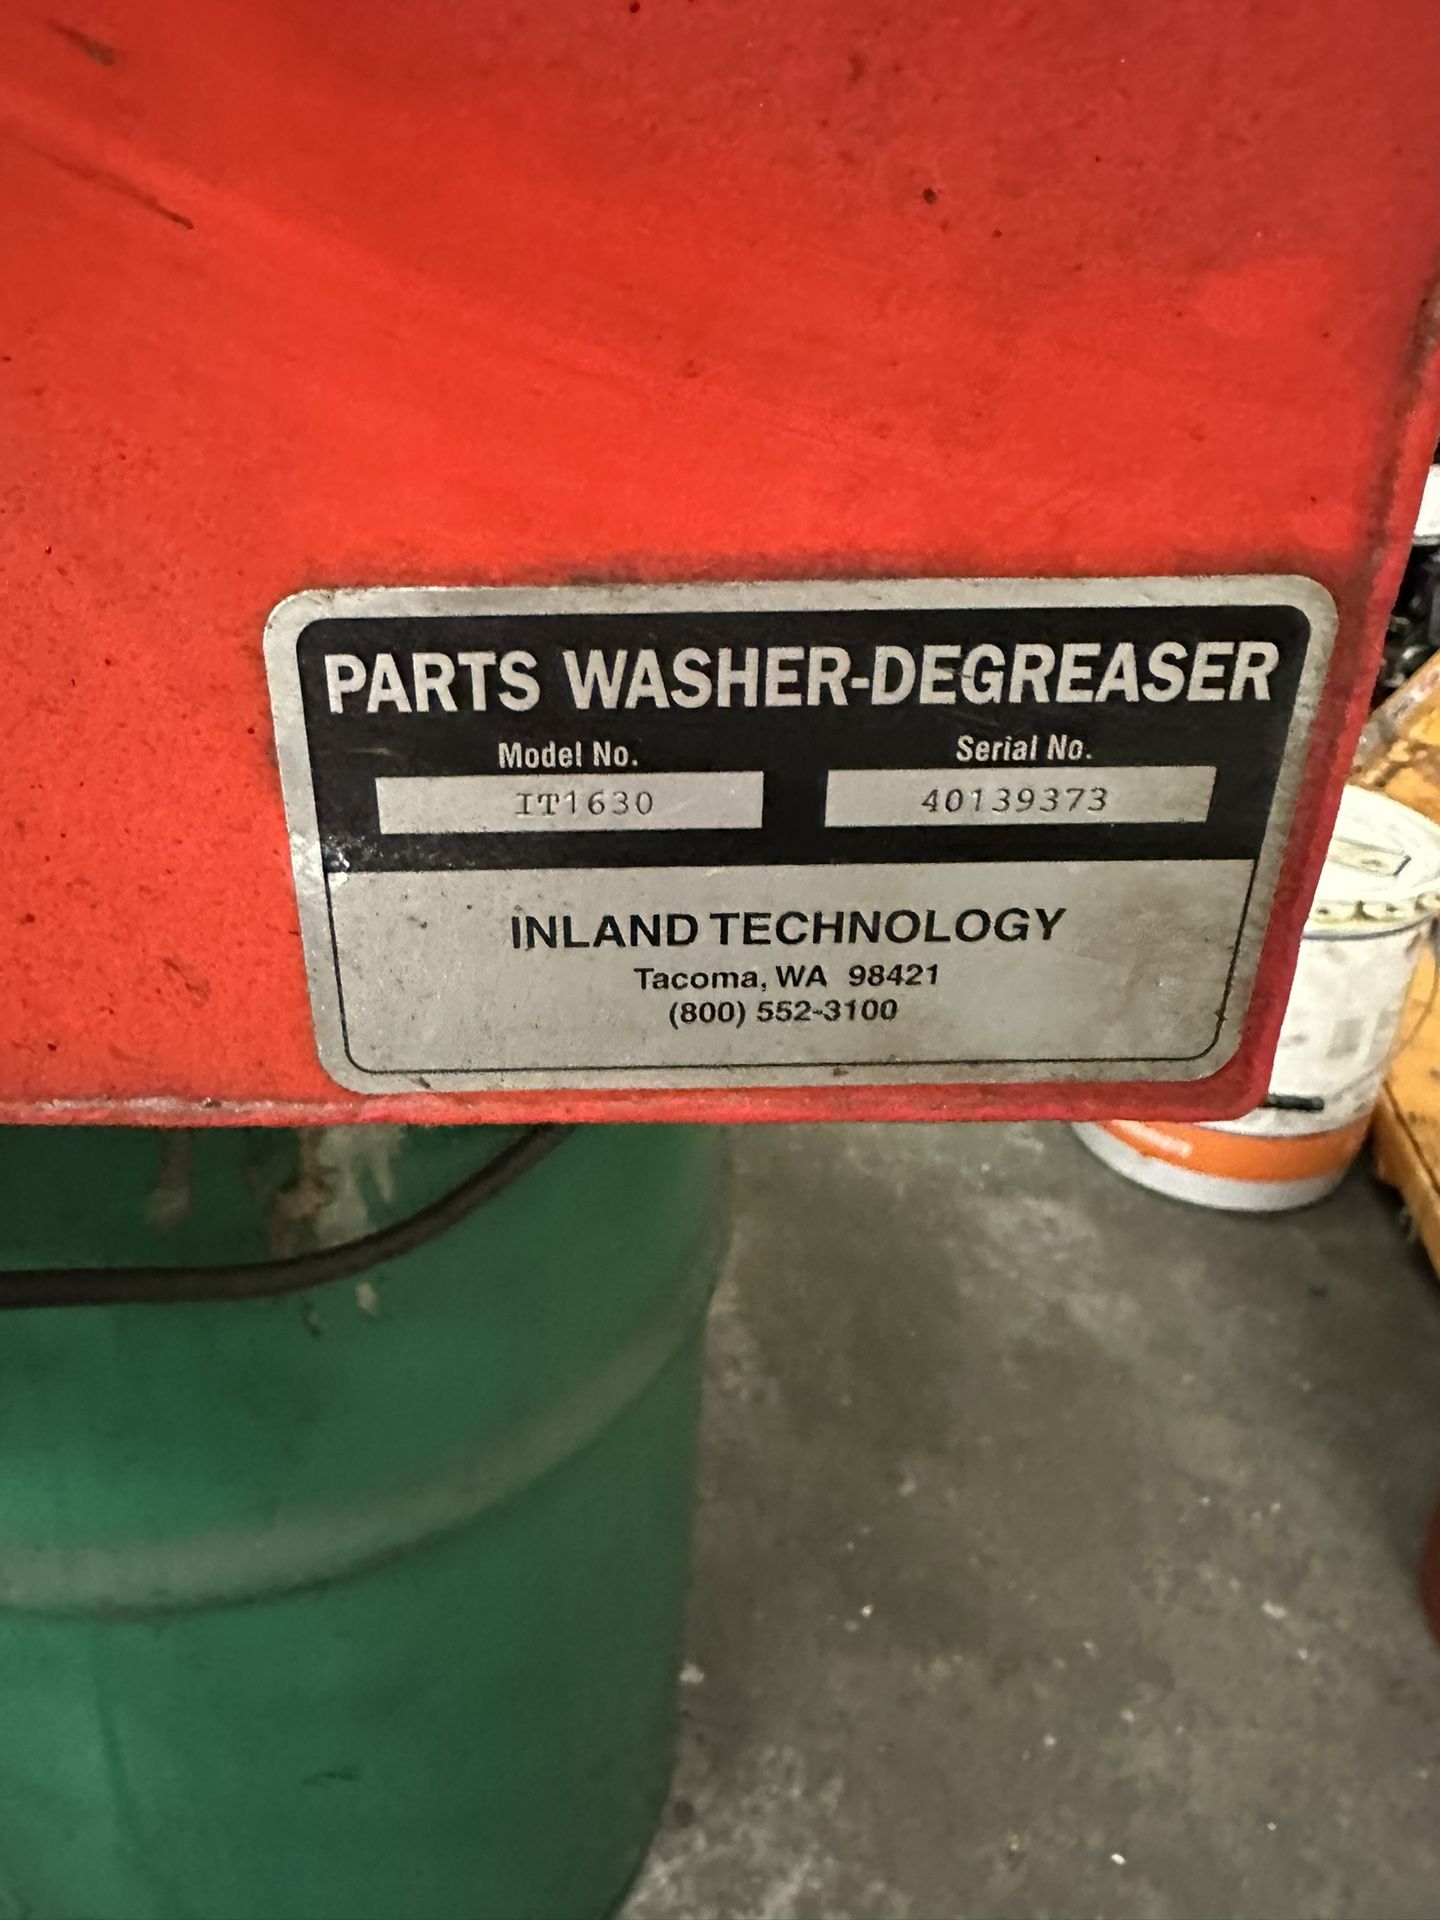 PARTS WASHER-DEGREASER
Model No. Serial No.
IT1630 40139373
INLAND TECHNOLOGY
Tacoma, WA 98421
(800) 552-3100